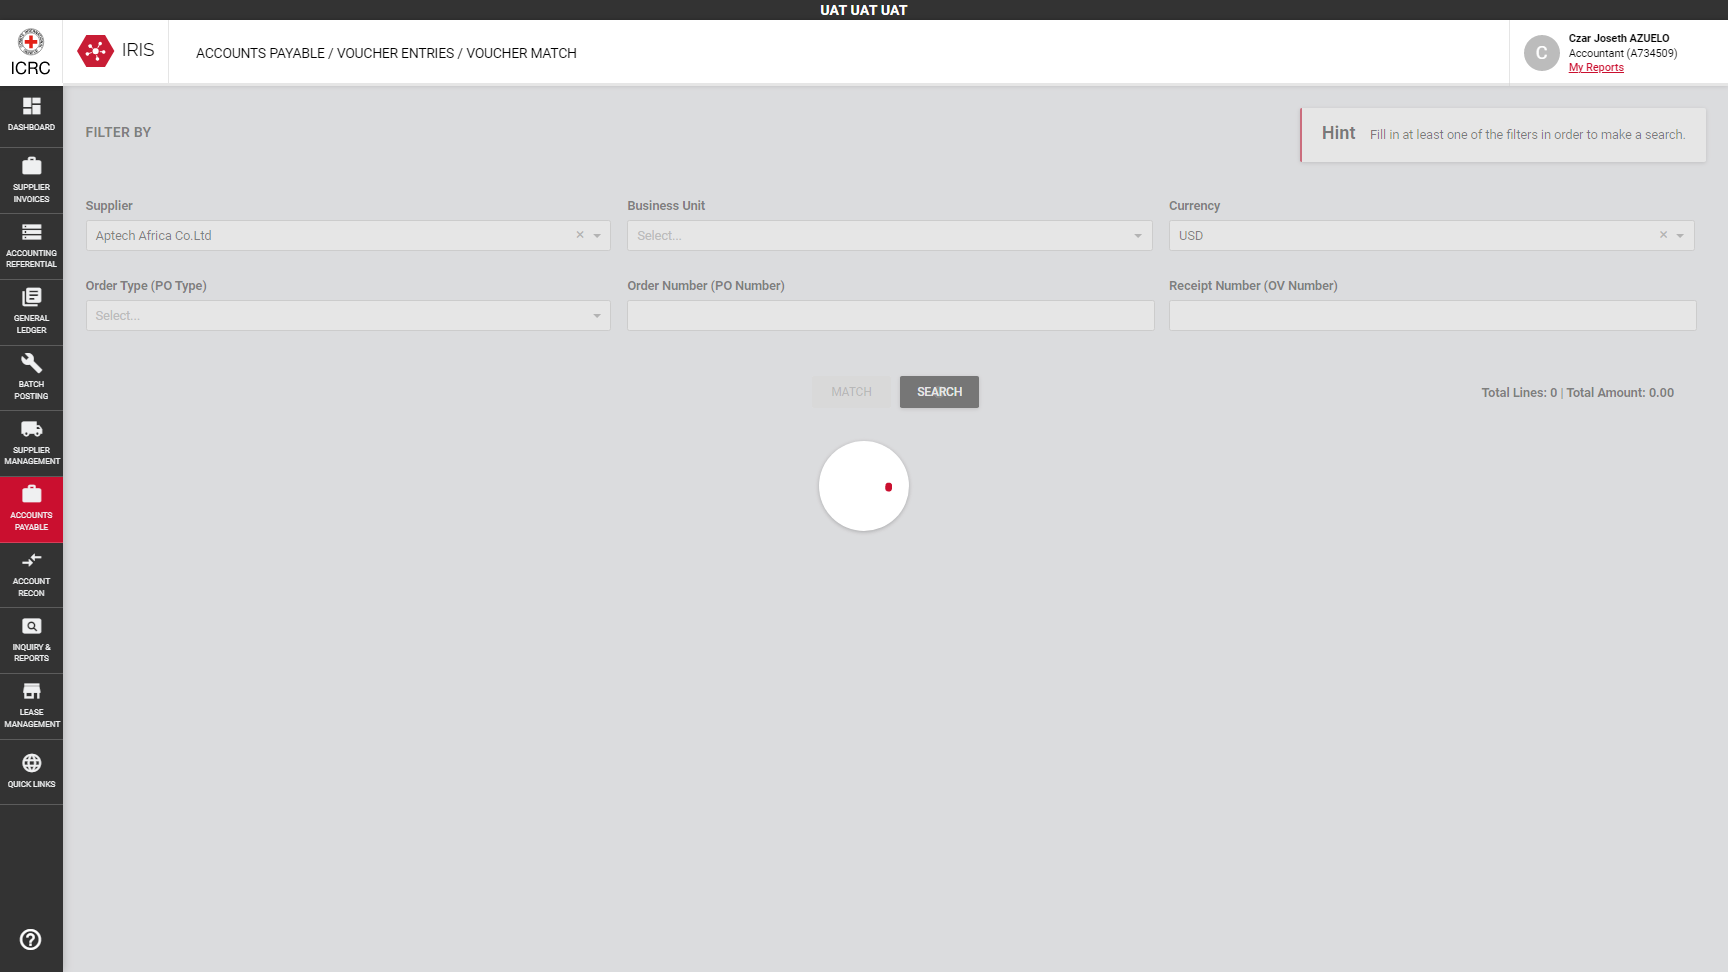 UAT UAT UAT
ICRC
IRIS
ACCOUNTS PAYABLE / VOUCHER ENTRIES / VOUCHER MATCH
C
Czar Joseth AZUELO
Accountant (A734509)
My Reports
DASHBOARD
SUPPLIER
INVOICES
ACCOUNTING
REFERENTIAL
GENERAL
LEDGER
BATCH
POSTING
SUPPLIER
MANAGEMENT
ACCOUNTS
PAYABLE
ACCOUNT
RECON
INQUIRY &
REPORTS
LEASE
MANAGEMENT
QUICK LINKS
FILTER BY
Hint Fill in at least one of the filters in order to make a search.
Supplier
Aptech Africa Co.Ltd
Business Unit
Select...
Currency
USD
Order Type (PO Type)
Select...
Order Number (PO Number)
Receipt Number (OV Number)
MATCH
SEARCH
Total Lines: 0 | Total Amount: 0.00